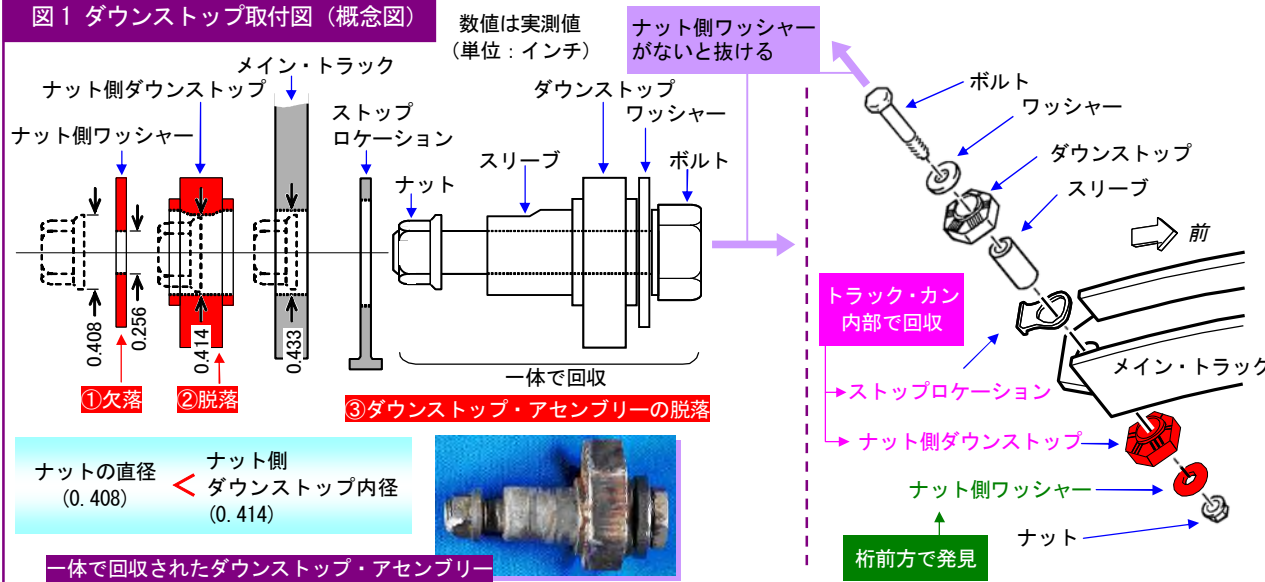 図1 ダウンストップ取付図（概念図）
数値は実測値
（単位：インチ）
ナット側ワッシャー
がないと抜ける
メイン・トラック
ナット側ダウンストップ
ナット側ワッシャー
ストップ
ロケーション
ダウンストップ
ワッシャー
スリーブ
ボルト
ナット
0.408
0.256
0.414
0.433
①欠落
②脱落
一体で回収
③ダウンストップ・アセンブリーの脱落
ナットの直径
(0.408)
<
ナット側
ダウンストップ内径
(0.414)
一体で回収されたダウンストップ・アセンブリー
ボルト
ワッシャー
ダウンストップ
スリーブ
前
トラック・カン
内部で回収
メイン・トラック
ストップロケーション
ナット側ダウンストップ
ナット側ワッシャー
ナット
桁前方で発見